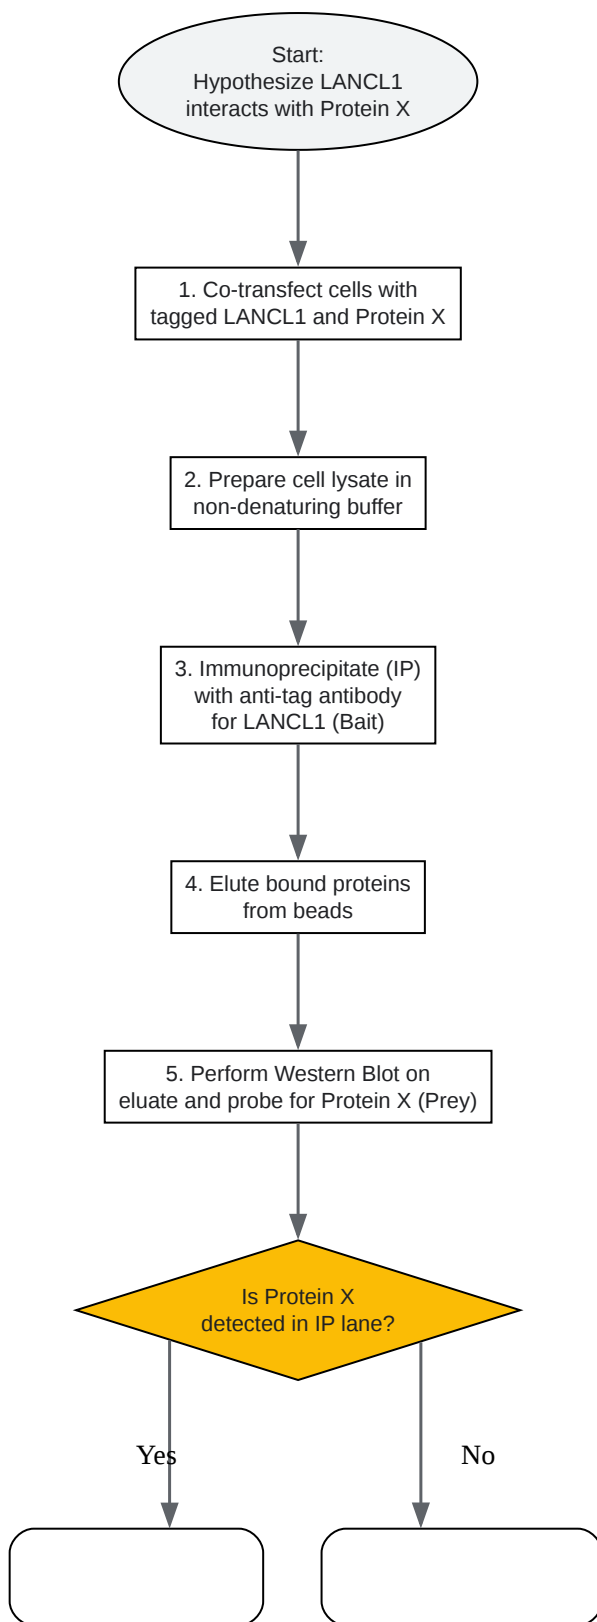 Start:
Hypothesize LANCL1
interacts with Protein X
1. Co-transfect cells with
tagged LANCL1 and Protein X
2. Prepare cell lysate in
non-denaturing buffer
3. Immunoprecipitate (IP)
with anti-tag antibody
for LANCL1 (Bait)
4. Elute bound proteins
from beads
5. Perform Western Blot on
eluate and probe for Protein X (Prey)
Is Protein X
detected in IP lane?
Yes
No